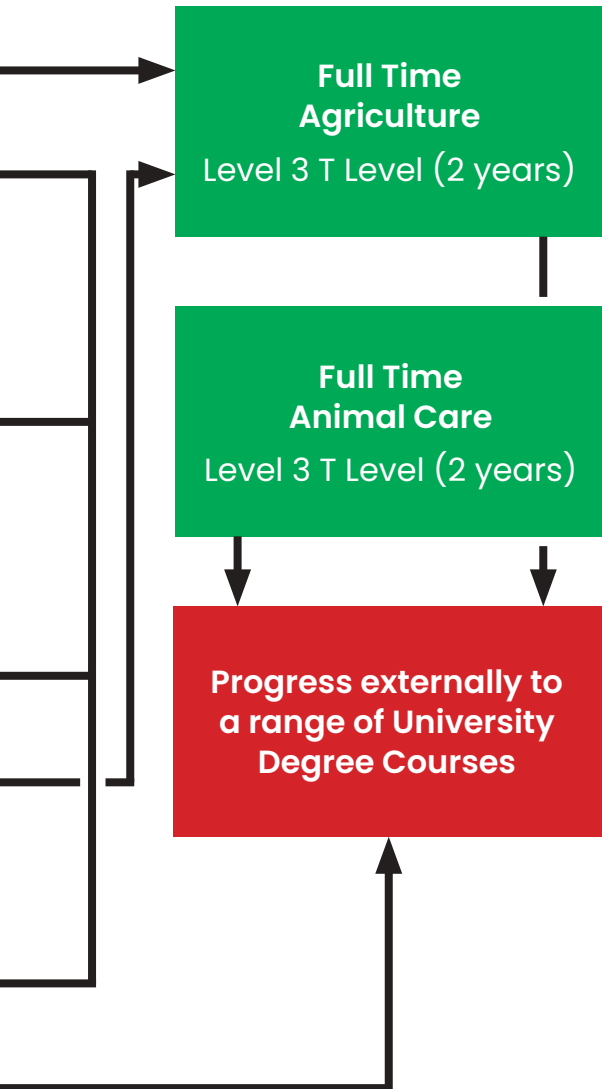 Full Time
Agriculture
Level 3 T Level (2 years)
Full Time
Animal Care
Level 3 T Level (2 years)
Progress externally to
a range of University
Degree Courses